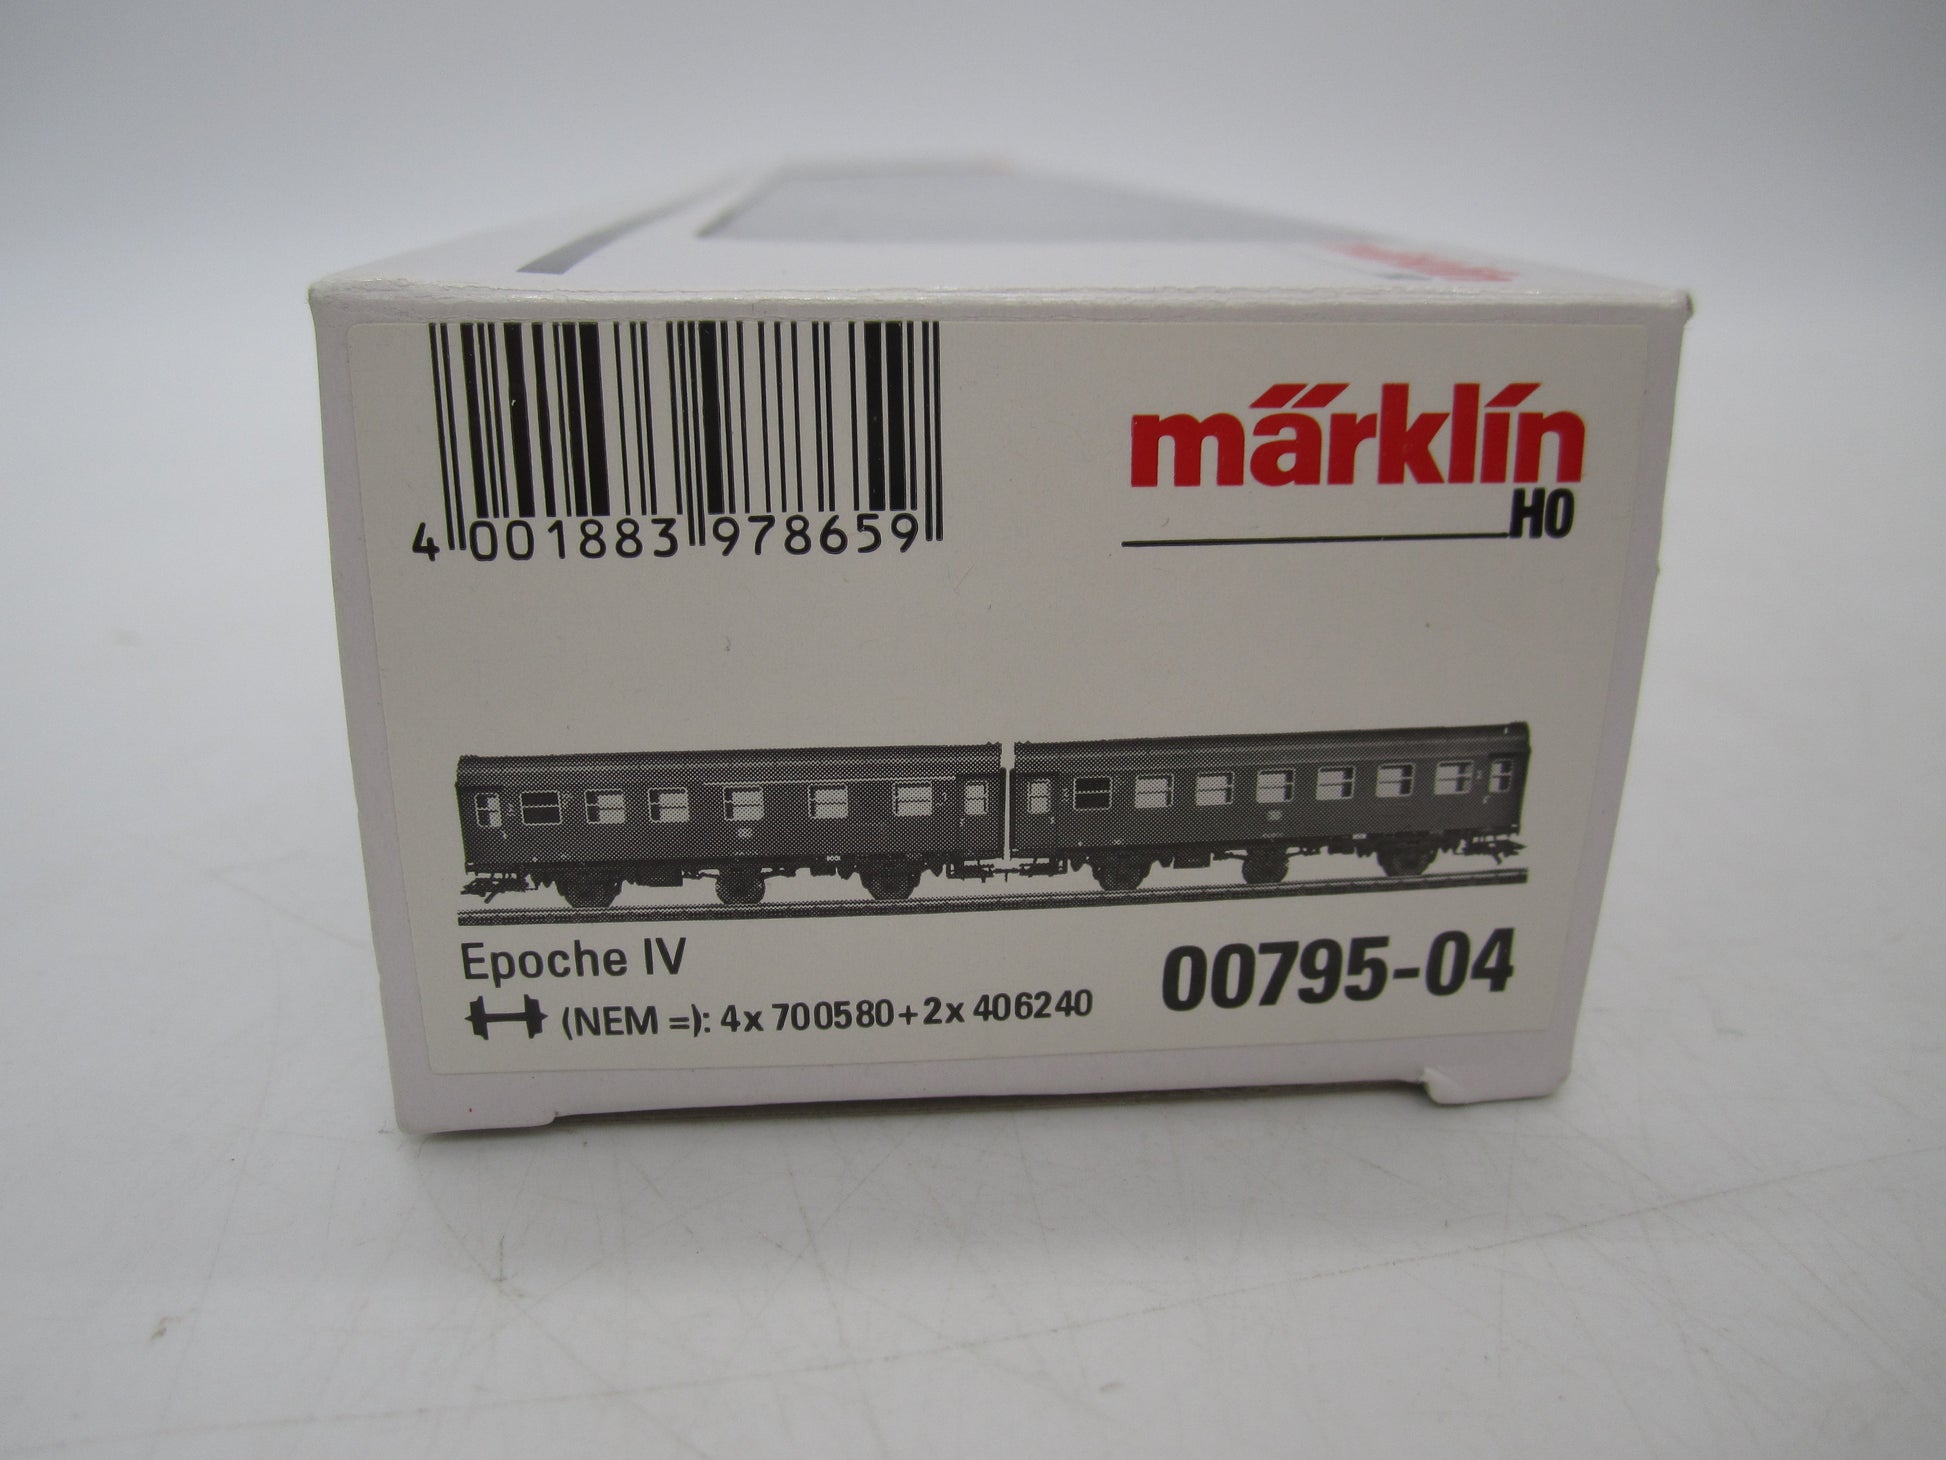 4 001883 978659
märklin
HO
Epoche IV
(NEM =): 4x 700580+2x 406240
00795-04